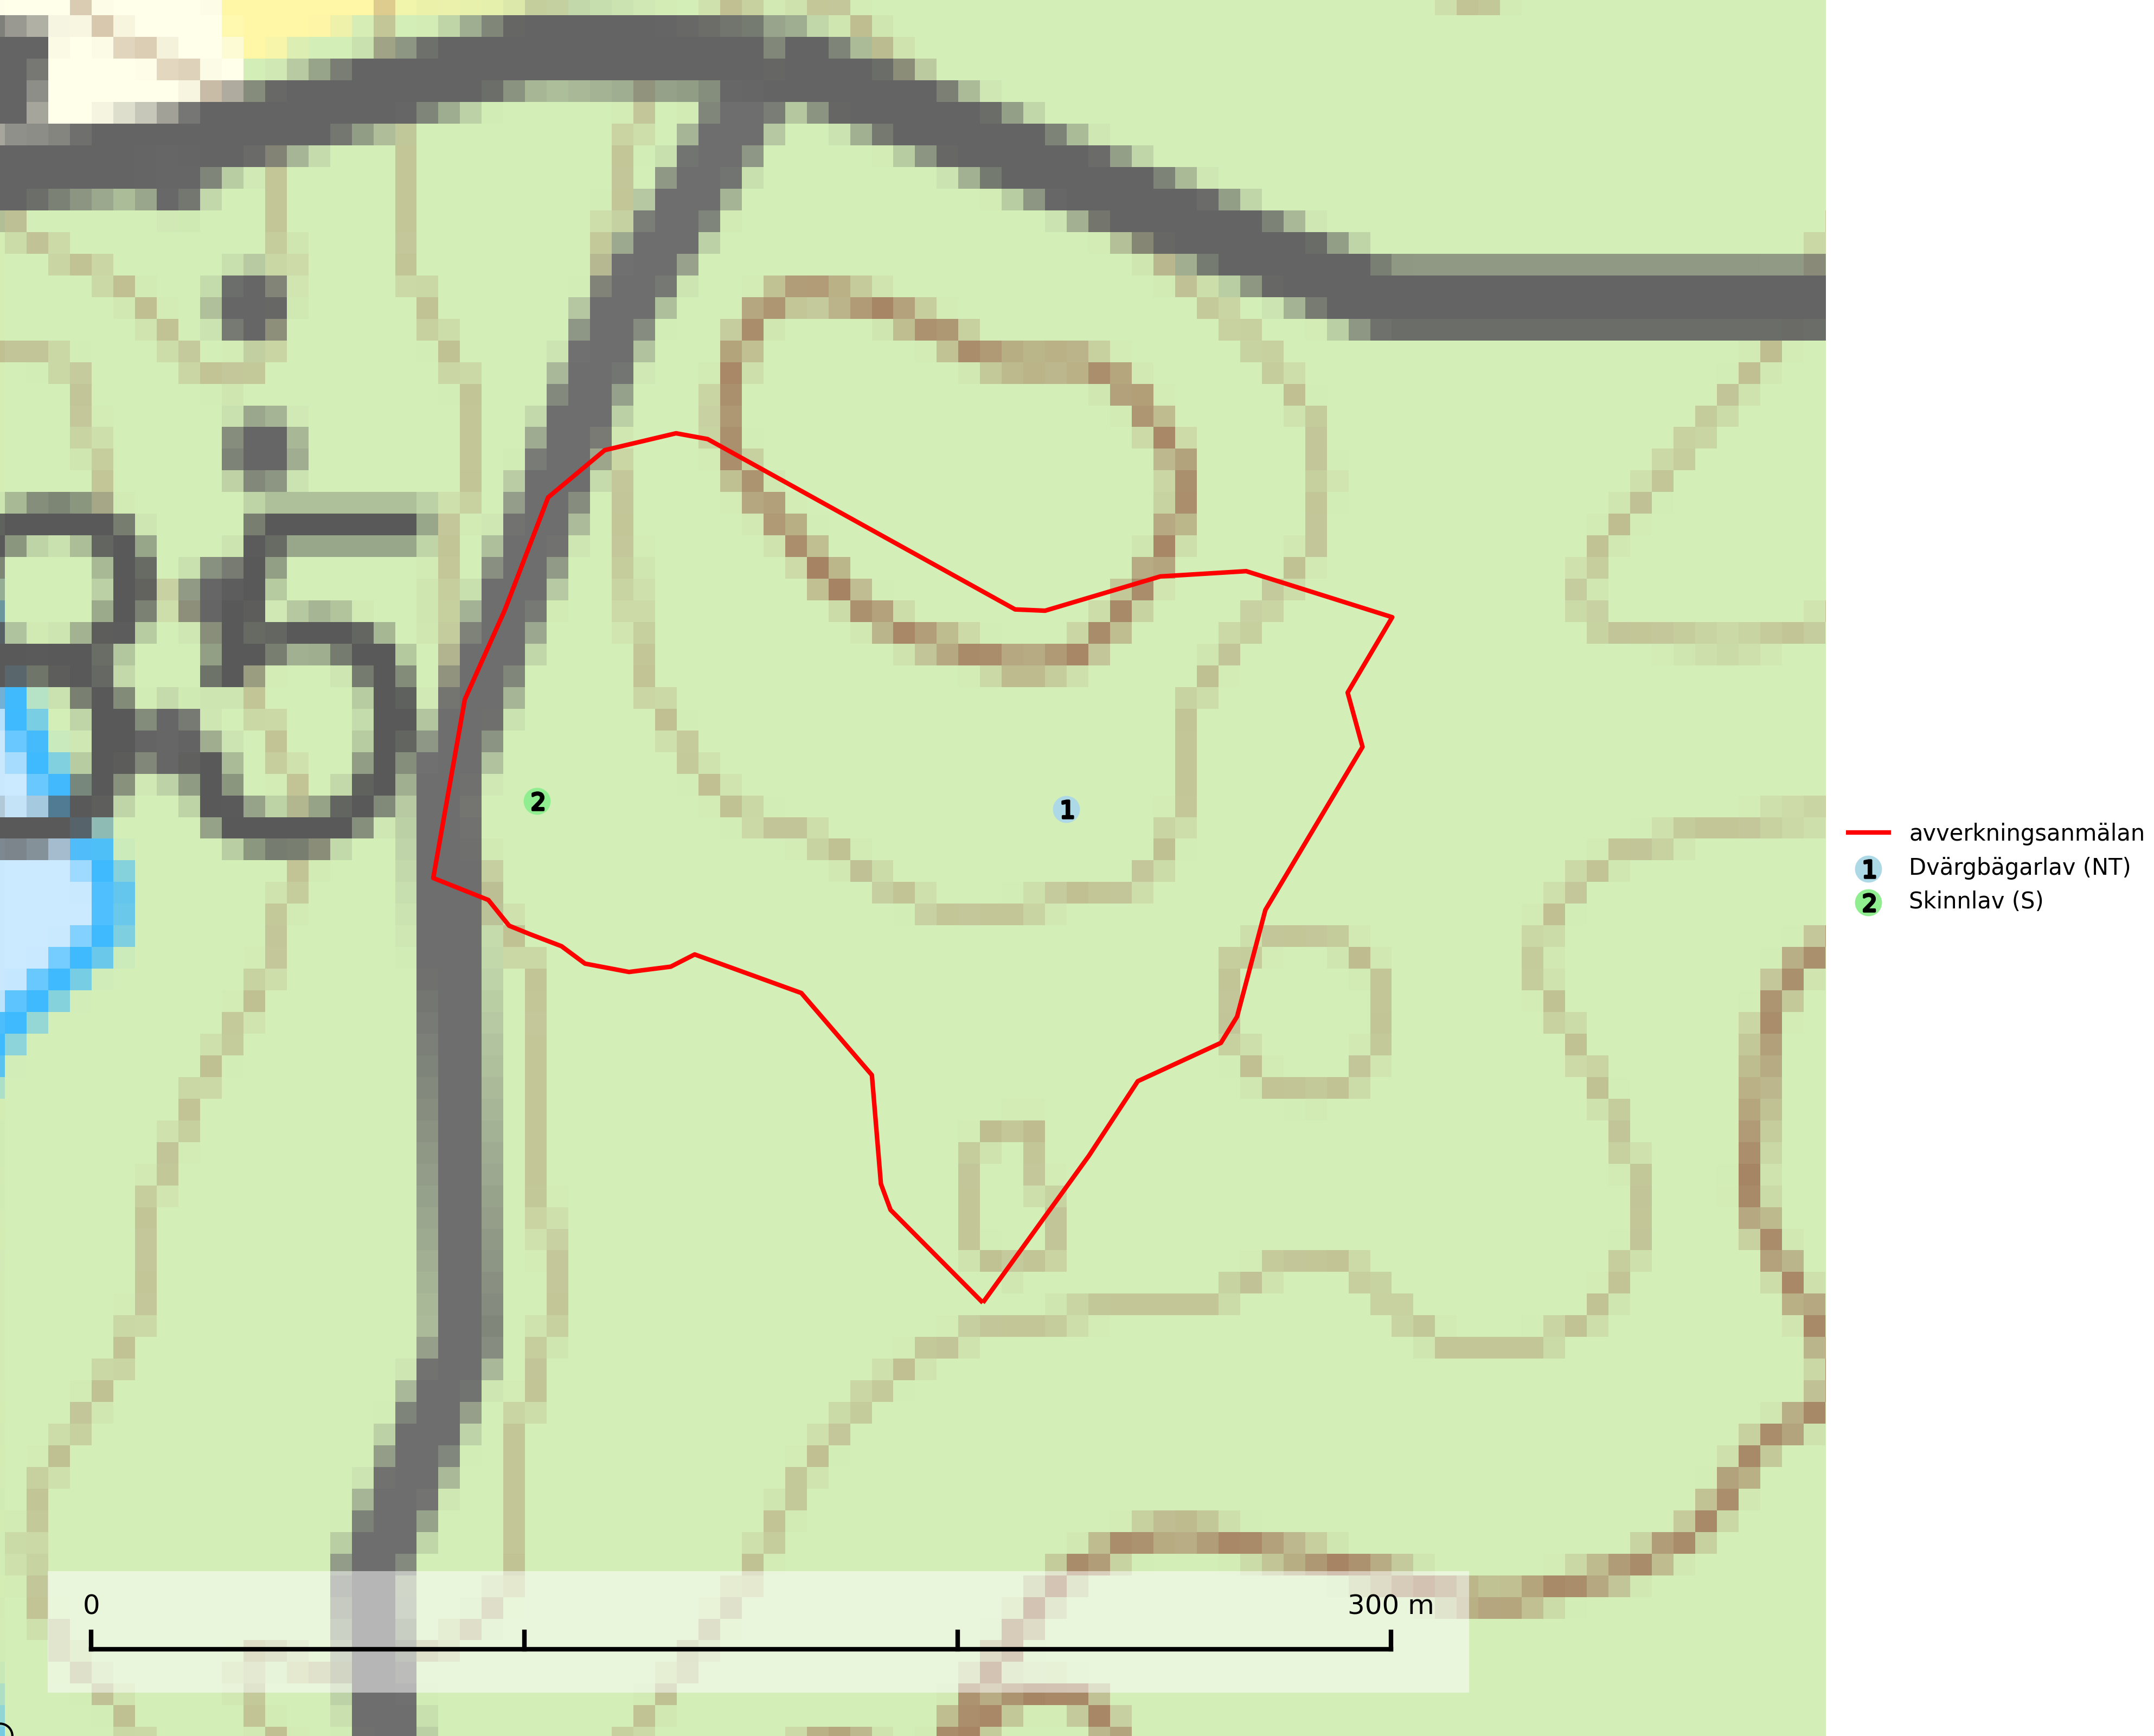 2
1
avverkningsanmälan
1 Dvärgbägarlav (NT)
2 Skinnlav (S)
0 300 m